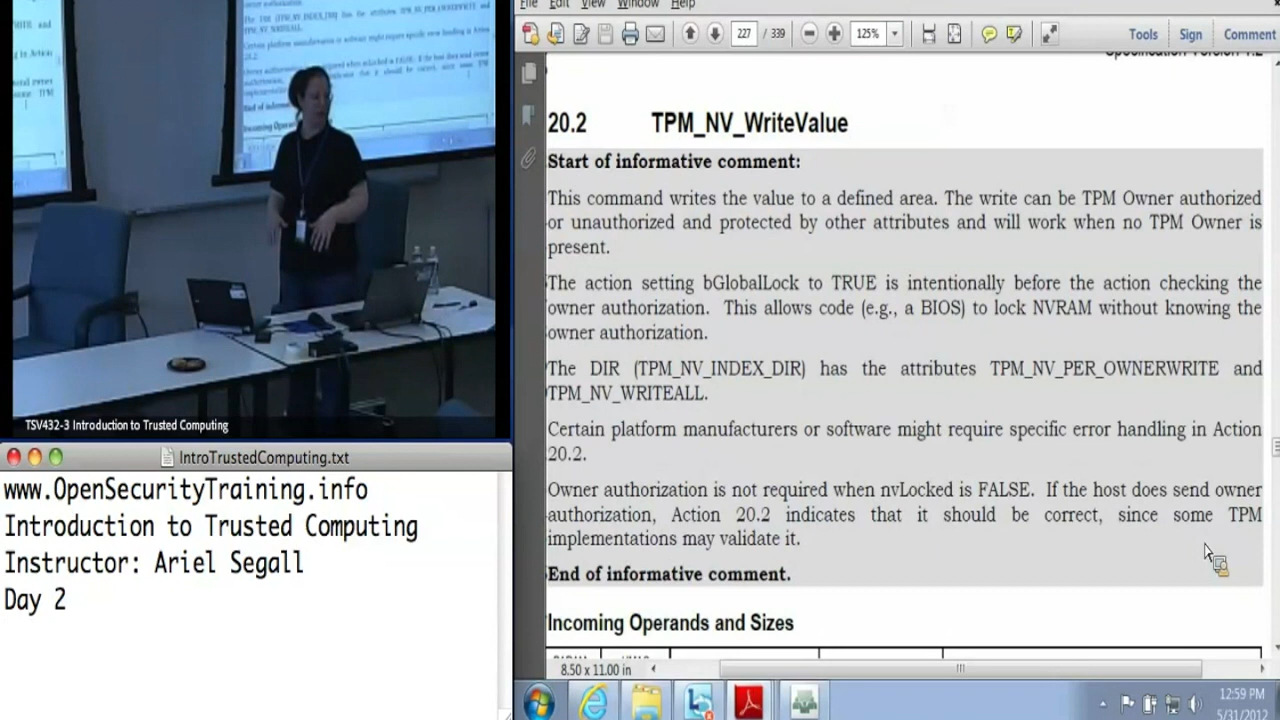 TSV432-3 Introduction to Trusted Computing
IntroTrustedComputing.txt
www.OpenSecurityTraining.info
Introduction to Trusted Computing
Instructor: Ariel Segall
Day 2
File Edit View Window Help
227 / 339
125%
Tools Sign Comment
20.2 TPM_NV_WriteValue
Start of informative comment:
This command writes the value to a defined area. The write can be TPM Owner authorized
or unauthorized and protected by other attributes and will work when no TPM Owner is
present.
The action setting bGlobalLock to TRUE is intentionally before the action checking the
owner authorization. This allows code (e.g., a BIOS) to lock NVRAM without knowing the
owner authorization.
The DIR (TPM_NV_INDEX_DIR) has the attributes TPM_NV_PER_OWNERWRITE and
TPM_NV_WRITEALL.
Certain platform manufacturers or software might require specific error handling in Action
20.2.
Owner authorization is not required when nvLocked is FALSE. If the host does send owner
authorization, Action 20.2 indicates that it should be correct, since some TPM
implementations may validate it.
End of informative comment.
Incoming Operands and Sizes
8.50 x 11.00 in
12:59 PM
5/31/2012